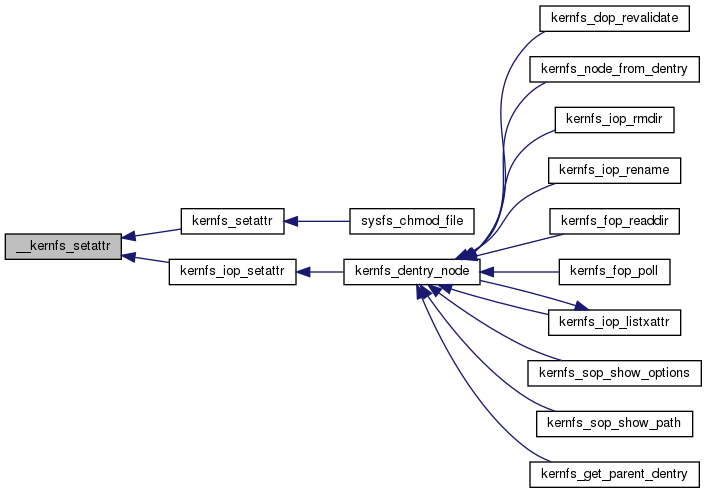 kernfs_dop_revalidate
kernfs_node_from_dentry
kernfs_iop_rmdir
kernfs_iop_rename
kernfs_setattr
sysfs_chmod_file
kernfs_fop_readdir
__kernfs_setattr
kernfs_iop_setattr
kernfs_dentry_node
kernfs_fop_poll
kernfs_iop_listxattr
kernfs_sop_show_options
kernfs_sop_show_path
kernfs_get_parent_dentry